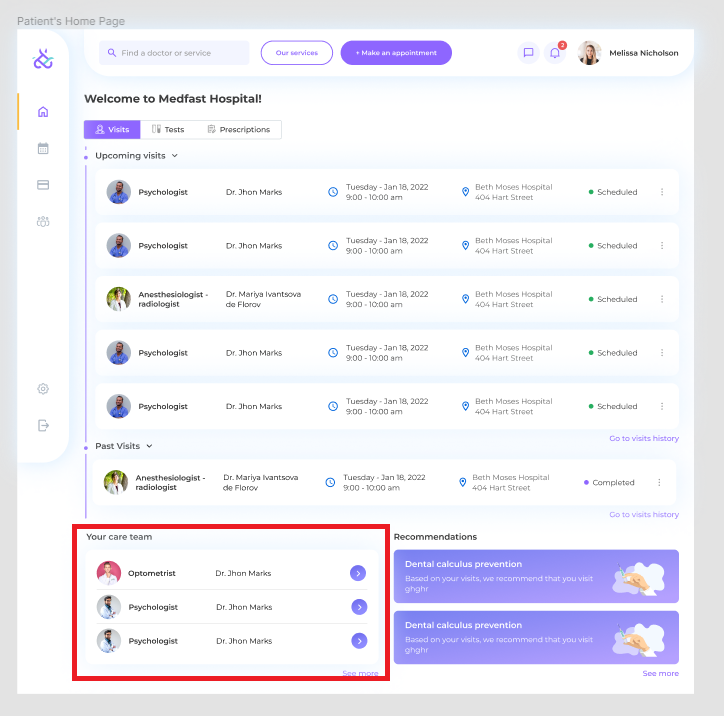 Patient's Home Page
Find a doctor or service
Our services
+ Make an appointment
2
Melissa Nicholson
Welcome to Medfast Hospital!
Visits
Tests
Prescriptions
Upcoming visits
Psychologist
Dr. Jhon Marks
Tuesday - Jan 18, 2022
9:00 - 10:00 am
Beth Moses Hospital
404 Hart Street
Scheduled
Psychologist
Dr. Jhon Marks
Tuesday - Jan 18, 2022
9:00 - 10:00 am
Beth Moses Hospital
404 Hart Street
Scheduled
Anesthesiologist -
radiologist
Dr. Mariya Ivantsova
de Florov
Tuesday - Jan 18, 2022
9:00 - 10:00 am
Beth Moses Hospital
404 Hart Street
Scheduled
Psychologist
Dr. Jhon Marks
Tuesday - Jan 18, 2022
9:00 - 10:00 am
Beth Moses Hospital
404 Hart Street
Scheduled
Psychologist
Dr. Jhon Marks
Tuesday - Jan 18, 2022
9:00 - 10:00 am
Beth Moses Hospital
404 Hart Street
Scheduled
Go to visits history
Past Visits
Anesthesiologist -
radiologist
Dr. Mariya Ivantsova
de Florov
Tuesday - Jan 18, 2022
9:00 - 10:00 am
Beth Moses Hospital
404 Hart Street
Completed
Go to visits history
Your care team
Optometrist
Dr. Jhon Marks
Psychologist
Dr. Jhon Marks
Psychologist
Dr. Jhon Marks
See more
Recommendations
Dental calculus prevention
Based on your visits, we recommend that you visit
ghghr
Dental calculus prevention
Based on your visits, we recommend that you visit
ghghr
See more